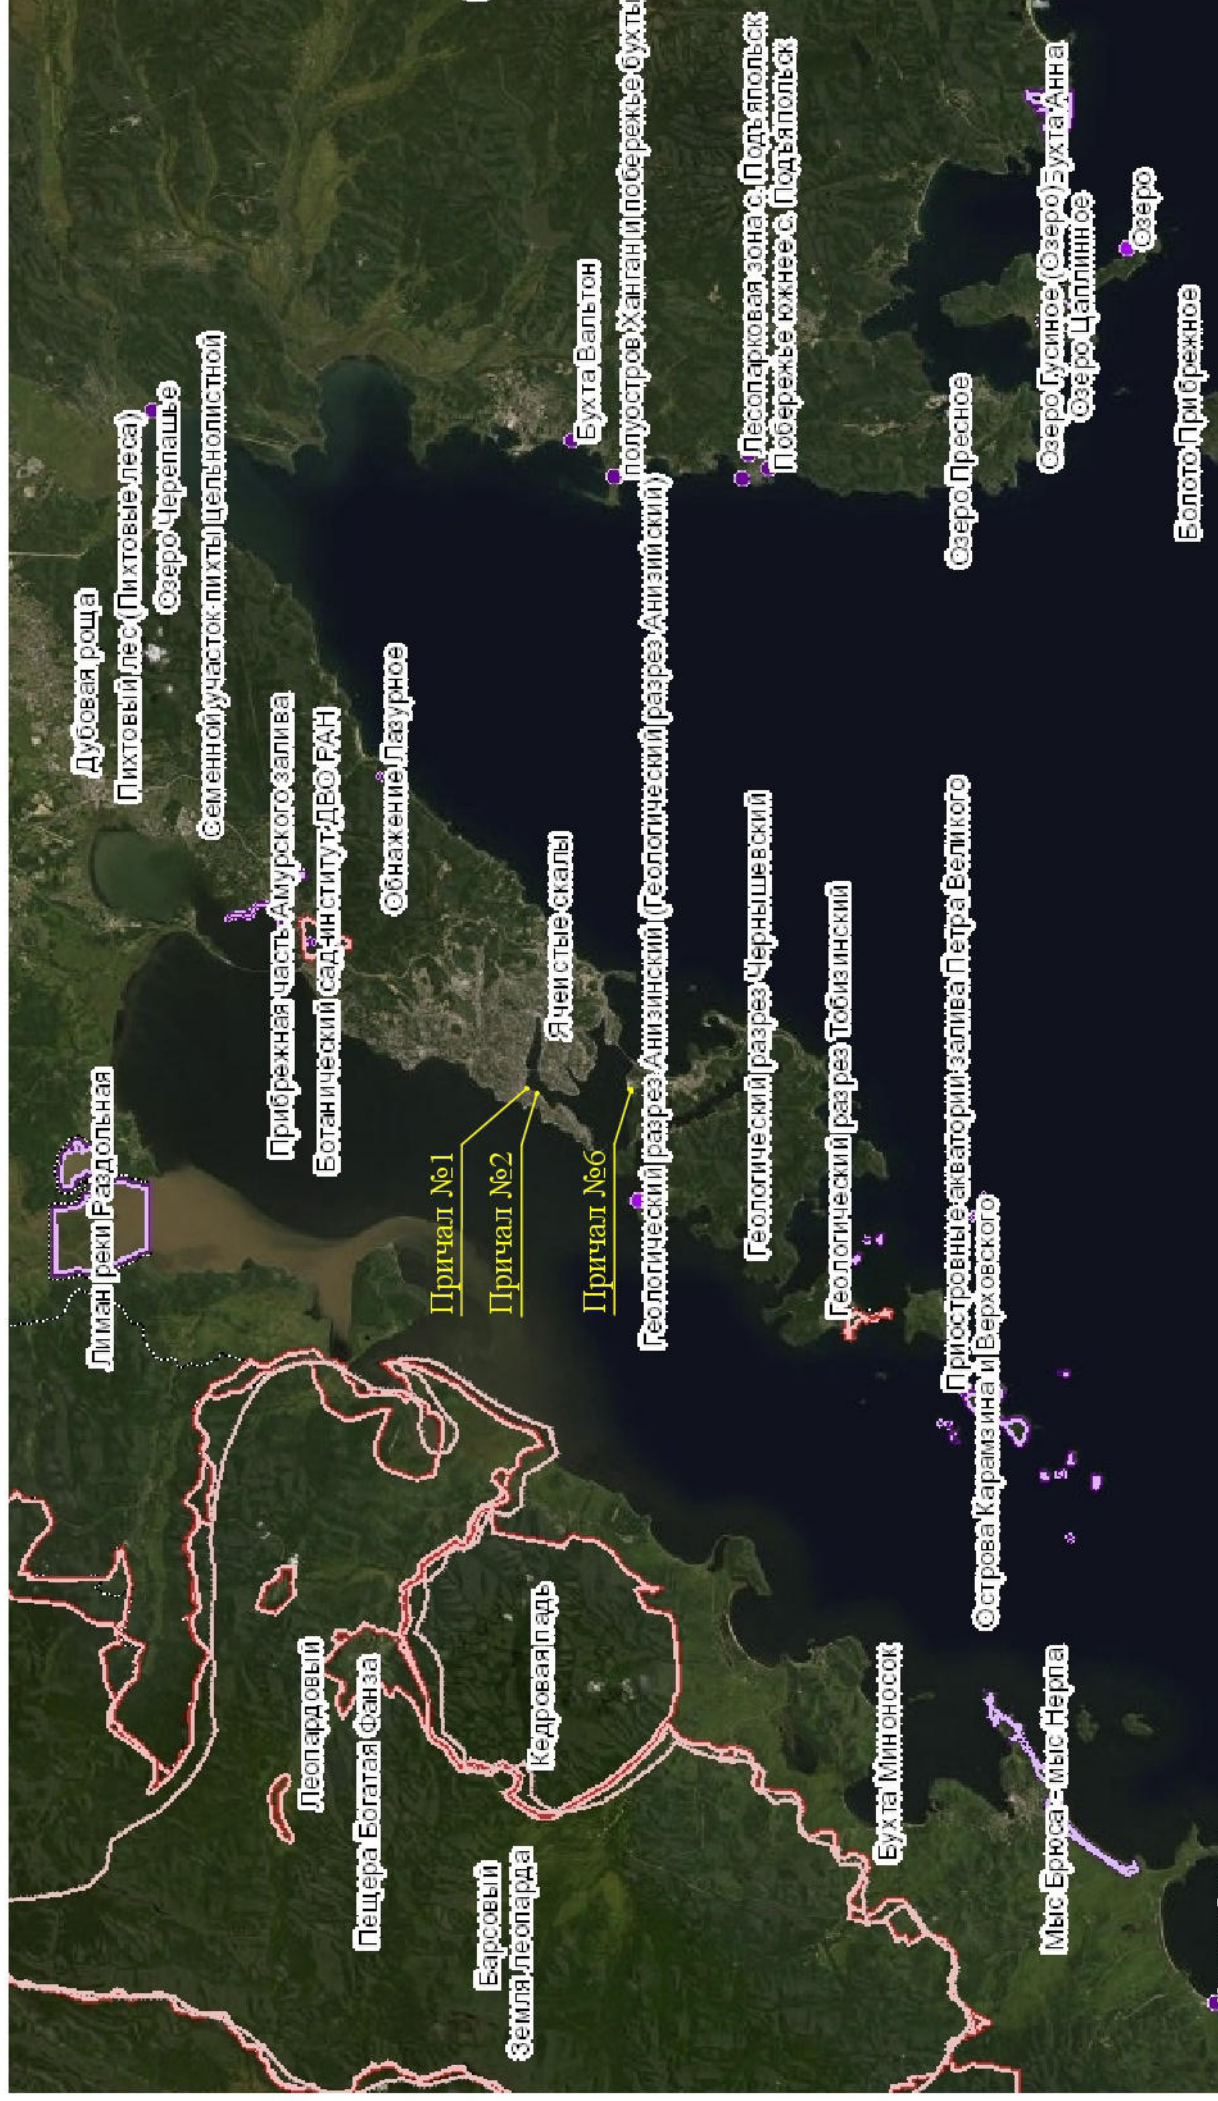 Лиман реки Раздольная
Дубовая роща
Пихтовый лес (Пихтовые леса)
Озеро Черепашье
Семенной участок пихты цельнолистной
Прибрежная часть Амурского залива
Леопардовый
Ботанический сад-институт ДВО РАН
Пещера Богатая Фанза
Обнажение Лазурное
Причал №1
Барсовый
Причал №2
Земля леопарда
Кедровая падь
Ячеистые скалы
Бухта Вальтон
Причал №6
полуостров Ханган и побережье бухты
Геологический разрез Анизинский (Геологический разрез Анизийский)
Геологический разрез Чернышевский
Лесопарковая зона с. Подъяпольск
Побережье южнее с. Подъяпольск
Геологический разрез Тобизинский
Бухта Миноносок
Приостровные акватории залива Петра Великого
Озеро Пресное
Острова Карамзина и Верховского
Мыс Брюса - мыс Нерпа
Озеро Гусиное (Озеро) Бухта Анна
Озеро Цаплинное
Озеро
Болото Прибрежное